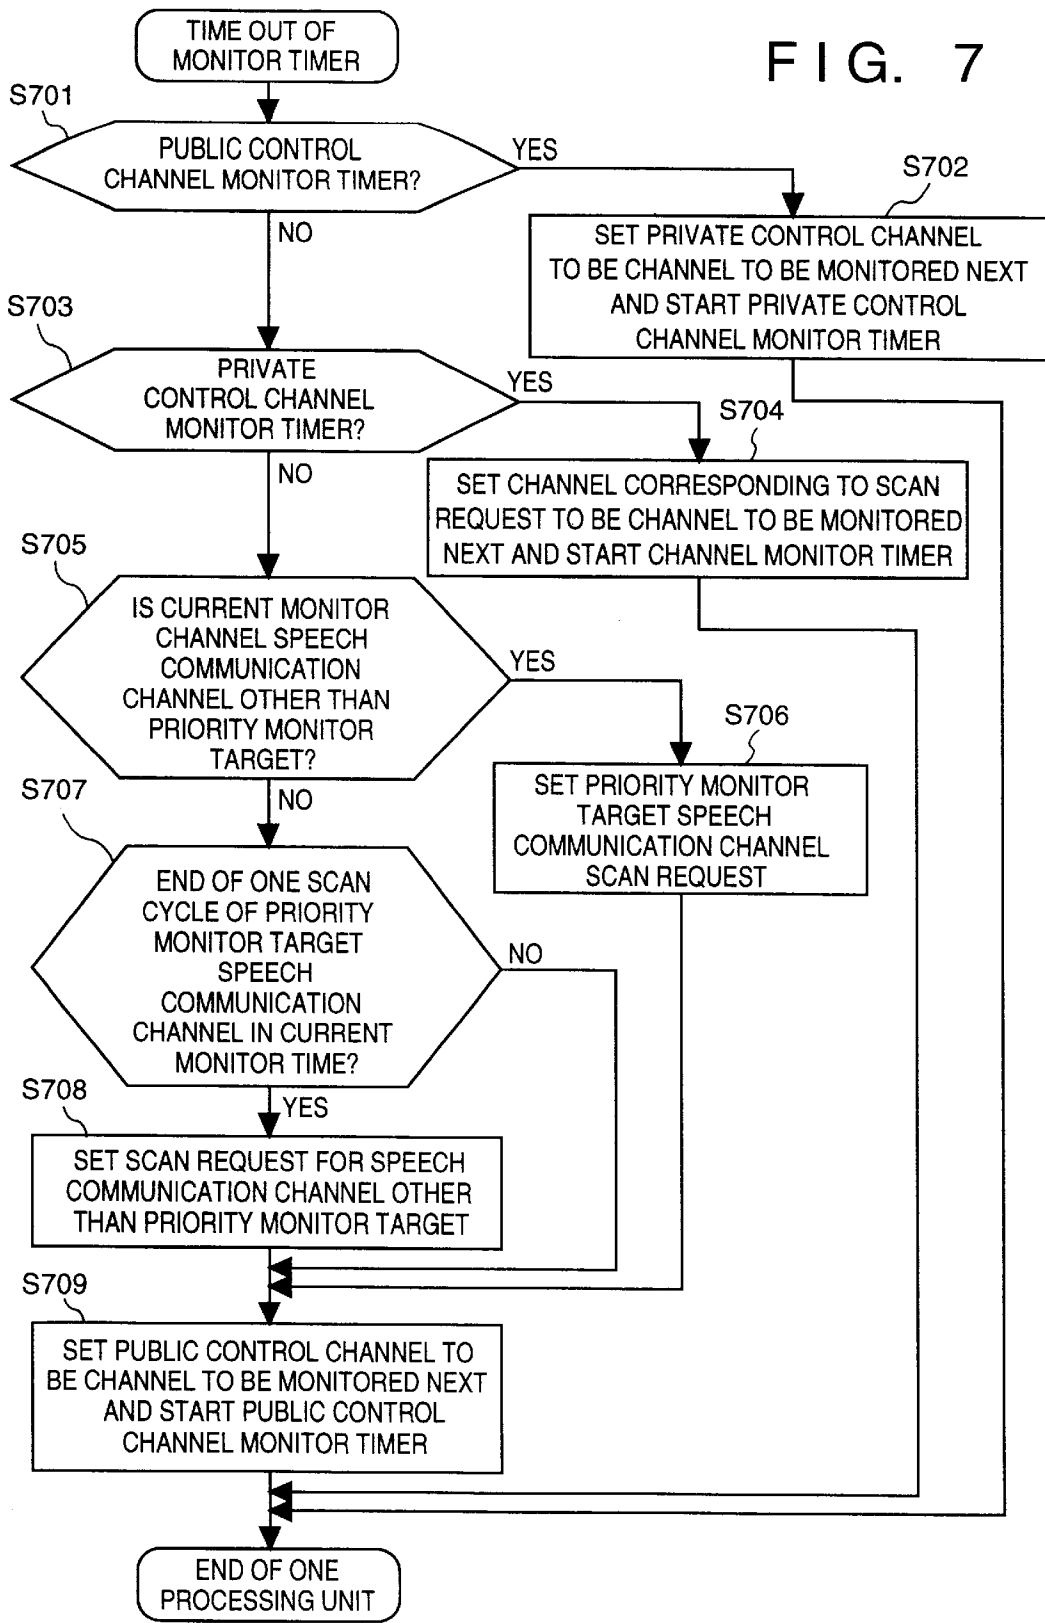 TIME OUT OF
MONITOR TIMER
FIG. 7
S701
PUBLIC CONTROL
CHANNEL MONITOR TIMER?
YES
NO
S702
SET PRIVATE CONTROL CHANNEL
TO BE CHANNEL TO BE MONITORED NEXT
AND START PRIVATE CONTROL
CHANNEL MONITOR TIMER
S703
PRIVATE
CONTROL CHANNEL
MONITOR TIMER?
YES
NO
S704
SET CHANNEL CORRESPONDING TO SCAN
REQUEST TO BE CHANNEL TO BE MONITORED
NEXT AND START CHANNEL MONITOR TIMER
S705
IS CURRENT MONITOR
CHANNEL SPEECH
COMMUNICATION
CHANNEL OTHER THAN
PRIORITY MONITOR
TARGET?
YES
NO
S706
SET PRIORITY MONITOR
TARGET SPEECH
COMMUNICATION CHANNEL
SCAN REQUEST
S707
END OF ONE SCAN
CYCLE OF PRIORITY
MONITOR TARGET
SPEECH
COMMUNICATION
CHANNEL IN CURRENT
MONITOR TIME?
NO
YES
S708
SET SCAN REQUEST FOR SPEECH
COMMUNICATION CHANNEL OTHER
THAN PRIORITY MONITOR TARGET
S709
SET PUBLIC CONTROL CHANNEL TO
BE CHANNEL TO BE MONITORED NEXT
AND START PUBLIC CONTROL
CHANNEL MONITOR TIMER
END OF ONE
PROCESSING UNIT